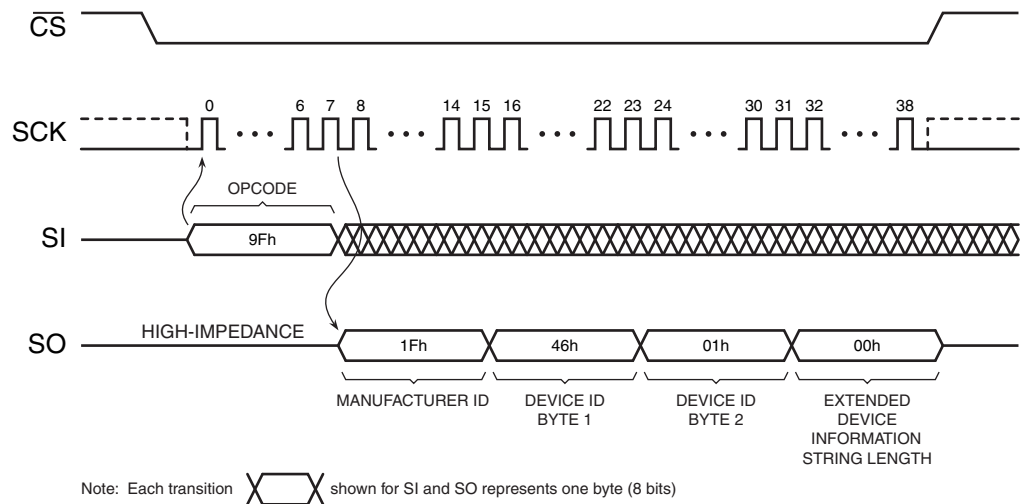 CS
0 6 7 8 14 15 16 22 23 24 30 31 32 38
SCK
OPCODE
SI 9Fh
HIGH-IMPEDANCE
SO 1Fh 46h 01h 00h
MANUFACTURER ID
DEVICE ID
BYTE 1
DEVICE ID
BYTE 2
EXTENDED
DEVICE
INFORMATION
STRING LENGTH
Note: Each transition shown for SI and SO represents one byte (8 bits)